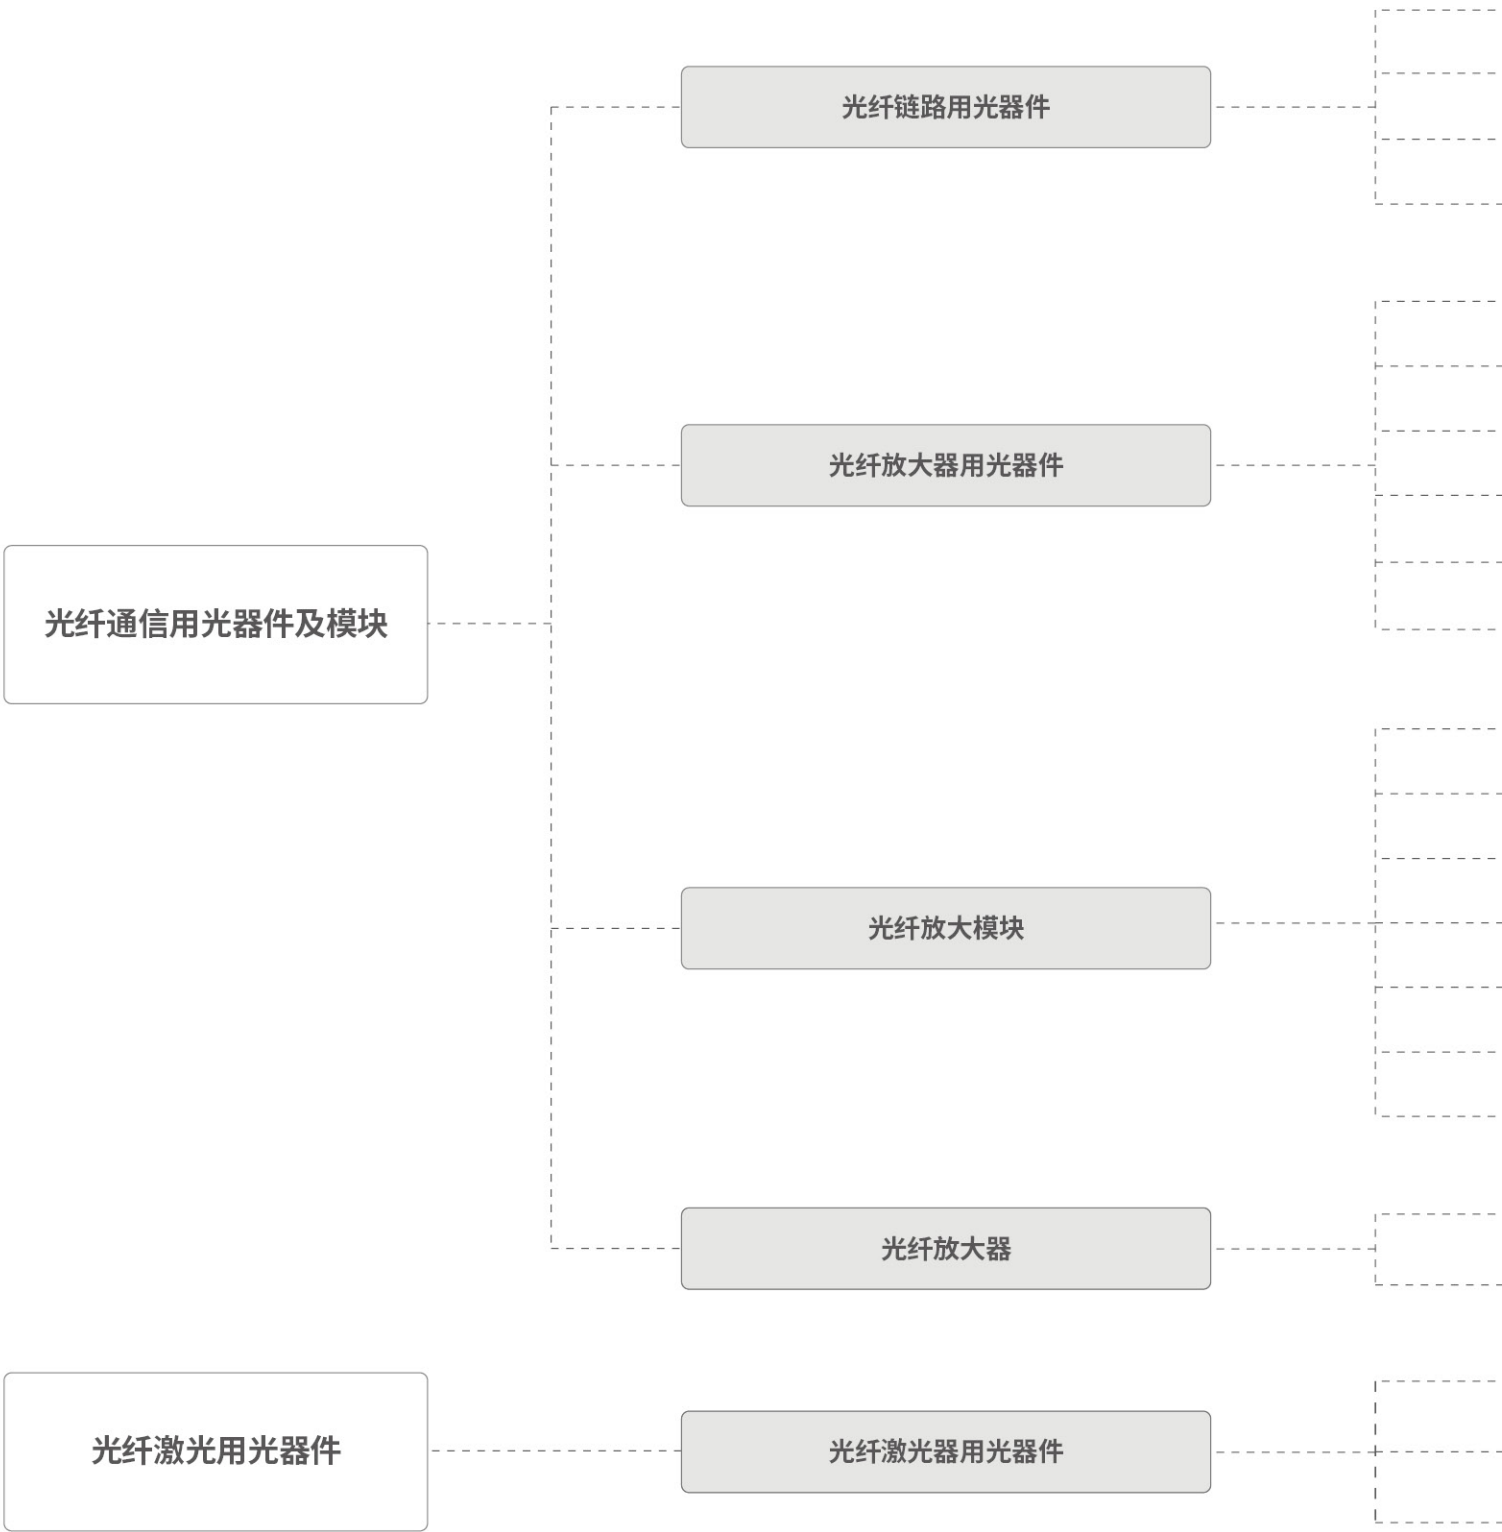 光纤链路用光器件
光纤放大器用光器件
光纤通信用光器件及模块
光纤放大模块
光纤放大器
光纤激光用光器件
光纤激光器用光器件